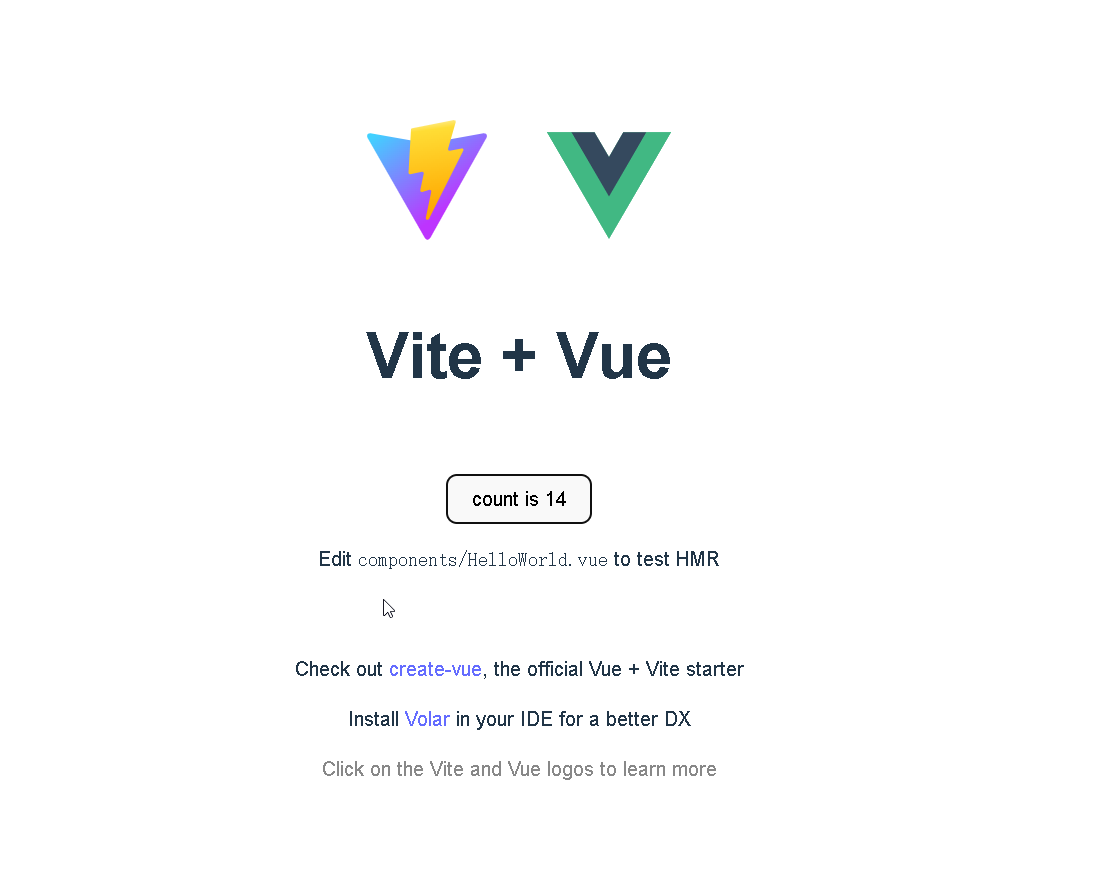 Vite + Vue
count is 14
Edit components/HelloWorld.vue to test HMR
Check out create-vue, the official Vue + Vite starter
Install Volar in your IDE for a better DX
Click on the Vite and Vue logos to learn more